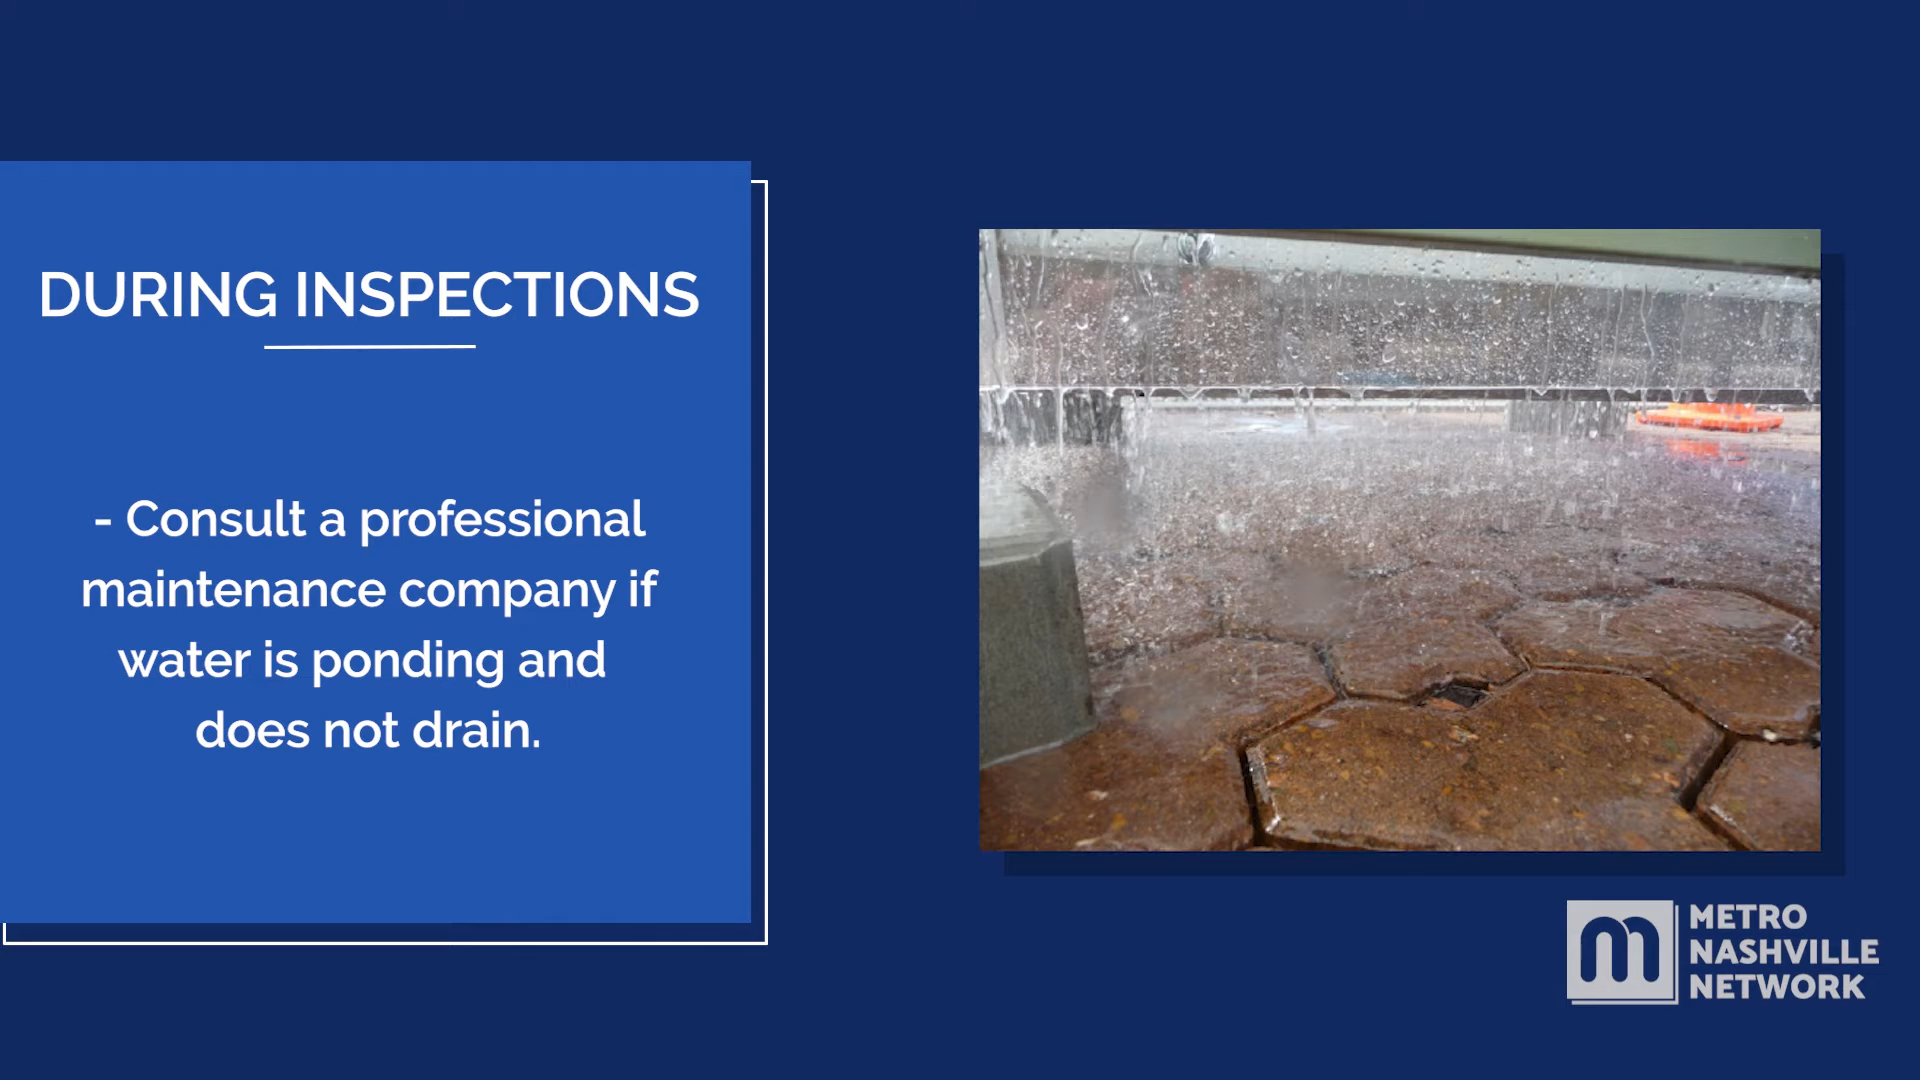 DURING INSPECTIONS
- Consult a professional
maintenance company if
water is ponding and
does not drain.
m
METRO
NASHVILLE
NETWORK